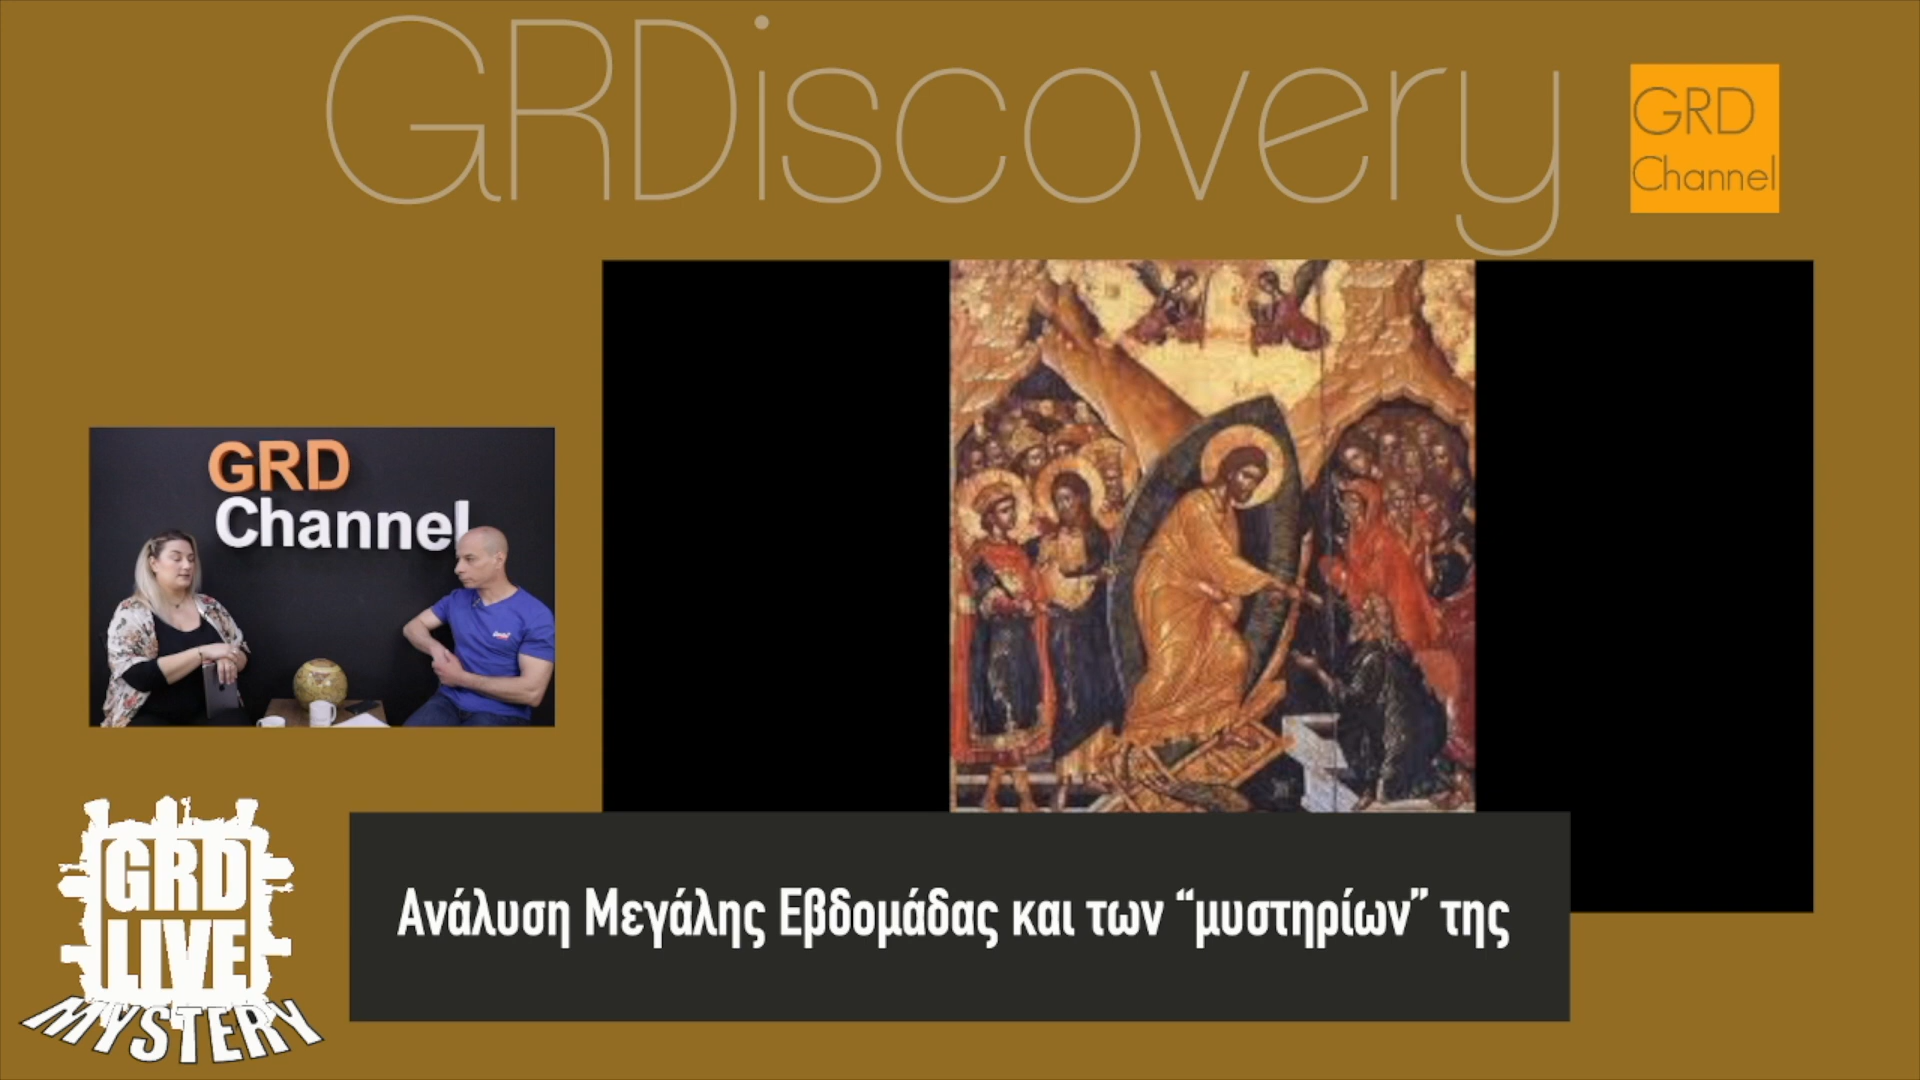 GRDiscovery
GRD
Channel
GRD
Channel
GRD
LIVE
MYSTERY
Ανάλυση Μεγάλης Εβδομάδας και των “μυστηρίων” της